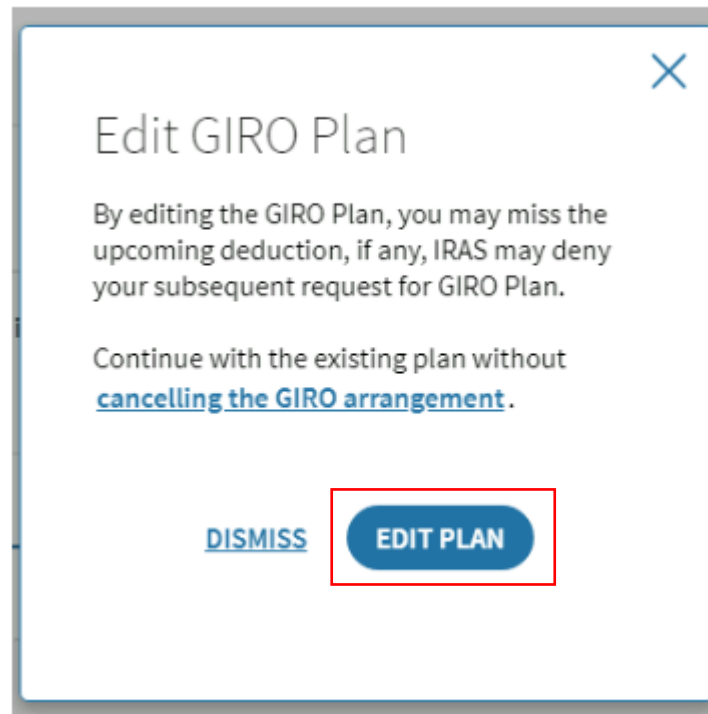 Edit GIRO Plan
By editing the GIRO Plan, you may miss the
upcoming deduction, if any, IRAS may deny
your subsequent request for GIRO Plan.
Continue with the existing plan without
cancelling the GIRO arrangement.
DISMISS
EDIT PLAN